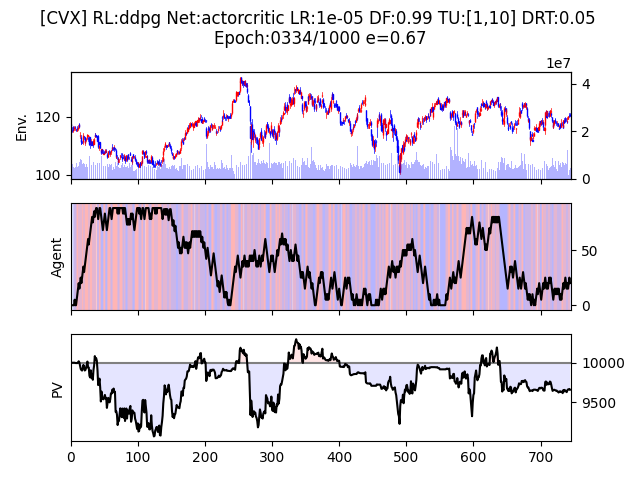 [CVX] RL:ddpg Net:actorcritic LR:1e-05 DF:0.99 TU:[1,10] DRT:0.05
Epoch:0334/1000 e=0.67
1e7
Env.
120
100
4
2
0
Agent
50
0
PV
10000
9500
0
100
200
300
400
500
600
700